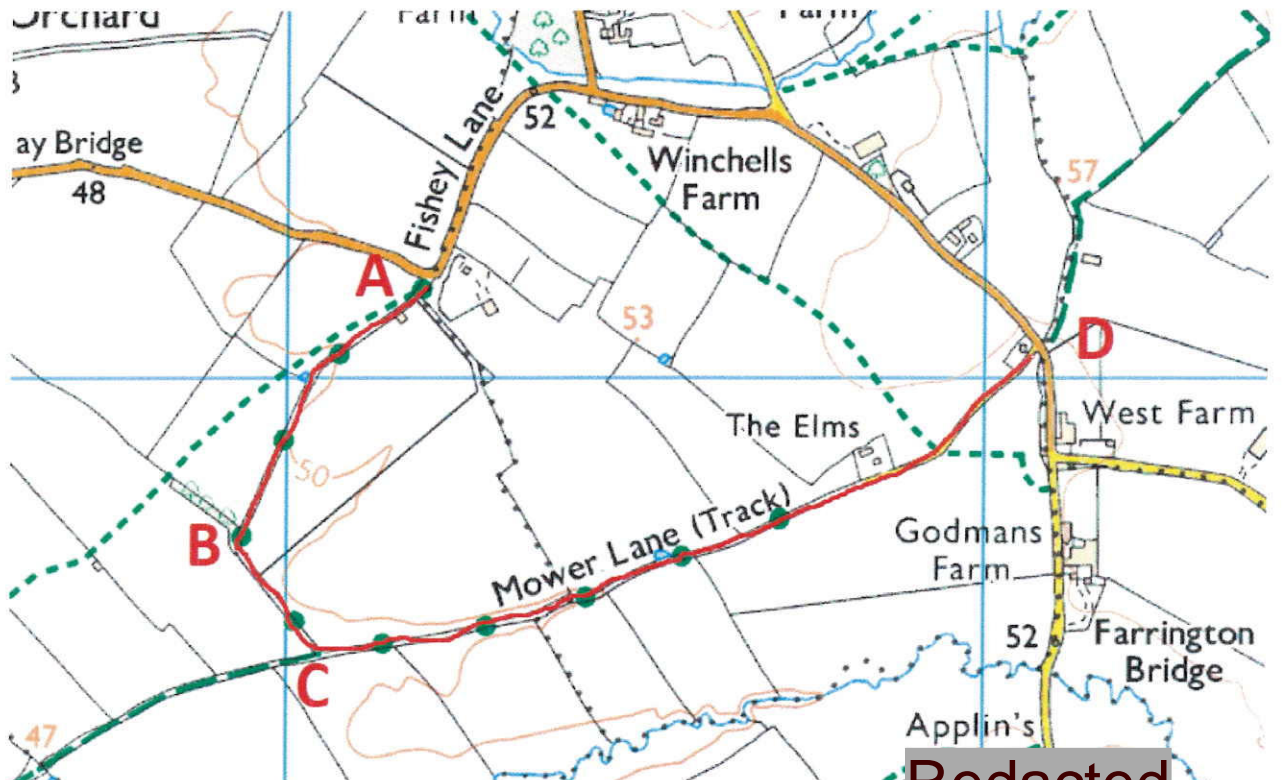 Orchard
Farm
Farm
3
Fishey Lane
52
ay Bridge
48
Winchells
Farm
57
A
53
D
The Elms
West Farm
50
B
Mower Lane (Track)
Godmans
Farm
52
Farrington
Bridge
C
47
Applin's
Redacted